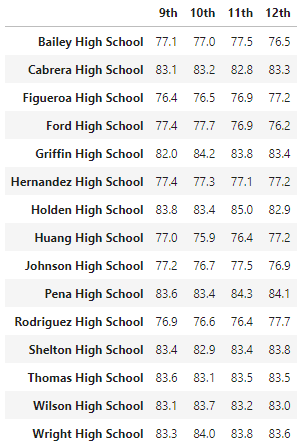 9th 10th 11th 12th
Bailey High School 77.1 77.0 77.5 76.5
Cabrera High School 83.1 83.2 82.8 83.3
Figueroa High School 76.4 76.5 76.9 77.2
Ford High School 77.4 77.7 76.9 76.2
Griffin High School 82.0 84.2 83.8 83.4
Hernandez High School 77.4 77.3 77.1 77.2
Holden High School 83.8 83.4 85.0 82.9
Huang High School 77.0 75.9 76.4 77.2
Johnson High School 77.2 76.7 77.5 76.9
Pena High School 83.6 83.4 84.3 84.1
Rodriguez High School 76.9 76.6 76.4 77.7
Shelton High School 83.4 82.9 83.4 83.8
Thomas High School 83.6 83.1 83.5 83.5
Wilson High School 83.1 83.7 83.2 83.0
Wright High School 83.3 84.0 83.8 83.6